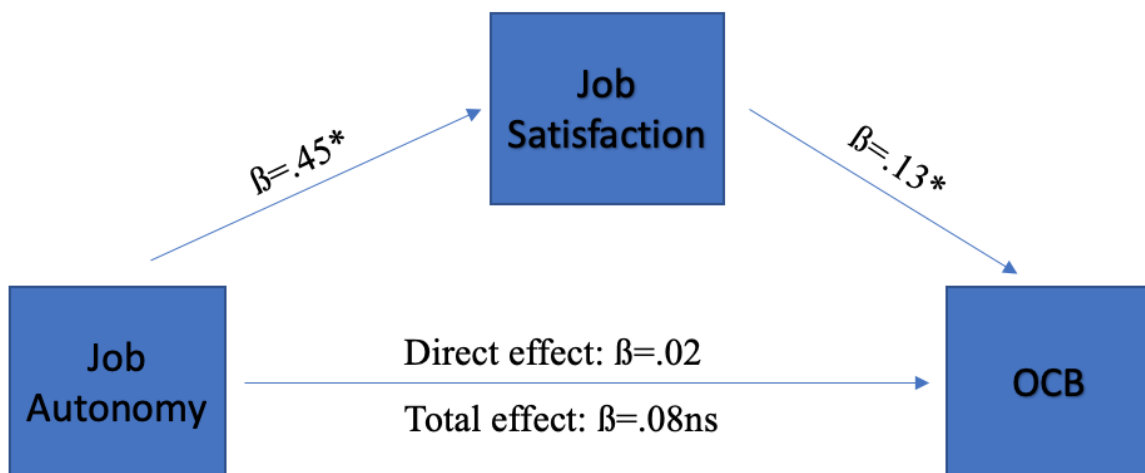 Job
Satisfaction
ß=.45*
ß=.13*
Job
Autonomy
Direct effect: ß=.02
Total effect: ß=.08ns
OCB